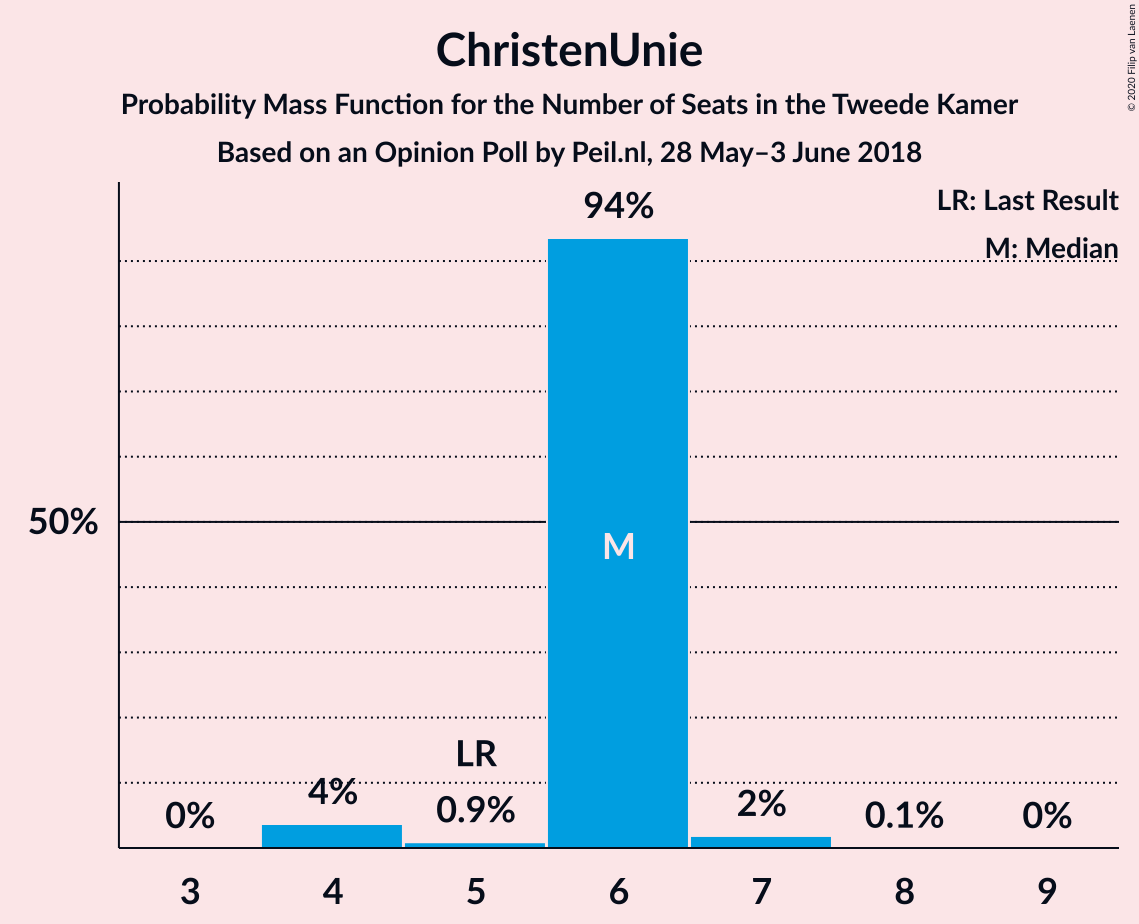 ChristenUnie
Probability Mass Function for the Number of Seats in the Tweede Kamer
Based on an Opinion Poll by Peil.nl, 28 May–3 June 2018
© 2020 Filip van Laenen
LR: Last Result
M: Median
94%
50%
M
LR
0%
4%
0.9%
2%
0.1%
0%
3 4 5 6 7 8 9